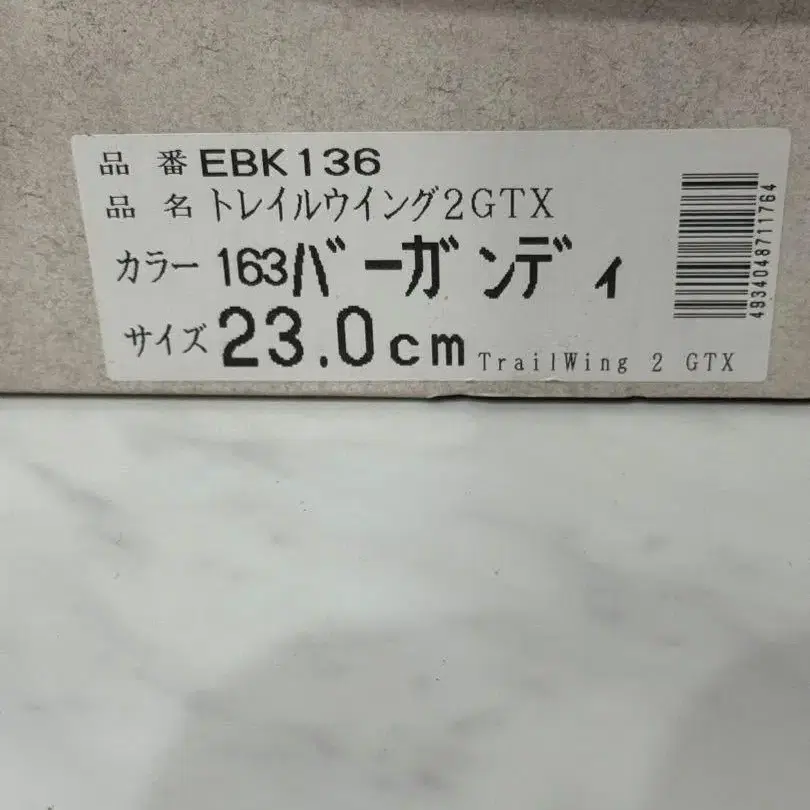 品 番 EBK136
品 名 トレイルウイング2GTX
カラー 163バーガンディ
サイズ 23.0cm
TrailWing 2 GTX
4934048711764